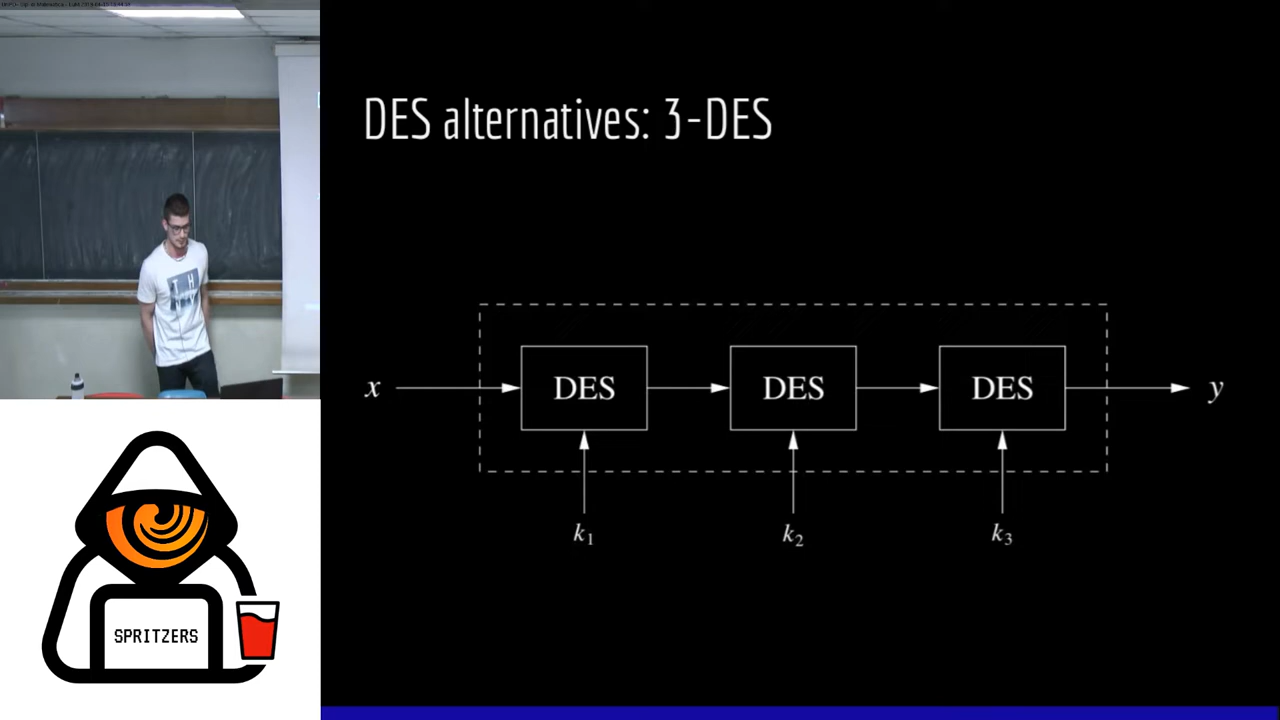 DES alternatives: 3-DES
x
DES
DES
DES
y
k1
k2
k3
T H
SPRITZERS